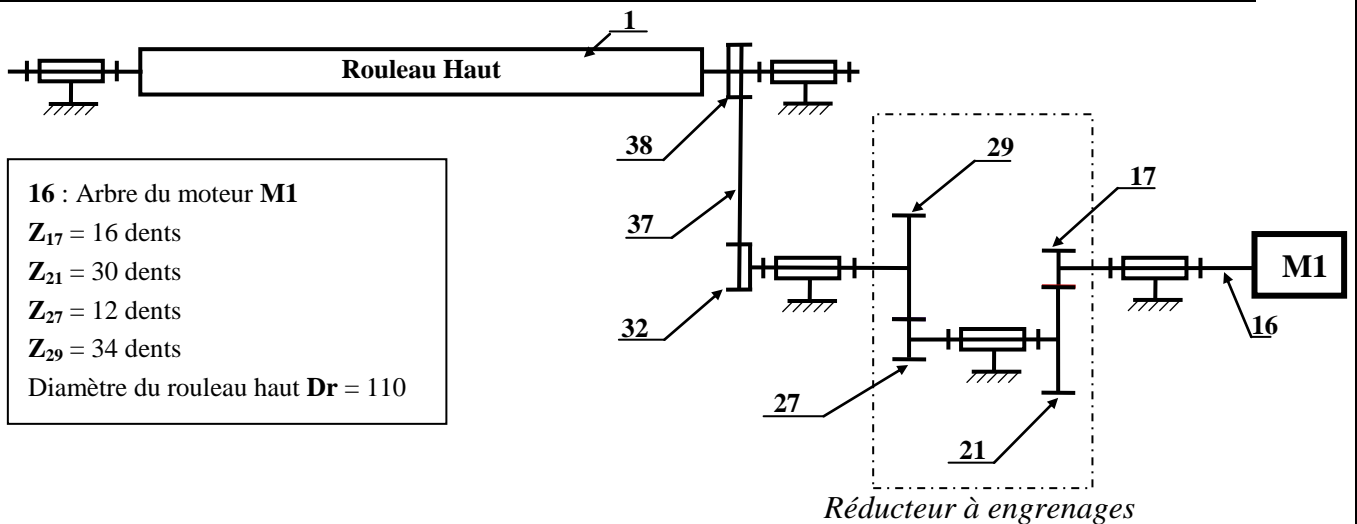 1
Rouleau Haut
38
29
17
16 : Arbre du moteur M1
Z17 = 16 dents
Z21 = 30 dents
Z27 = 12 dents
Z29 = 34 dents
Diamètre du rouleau haut Dr = 110
37
M1
32
16
27
21
Réducteur à engrenages